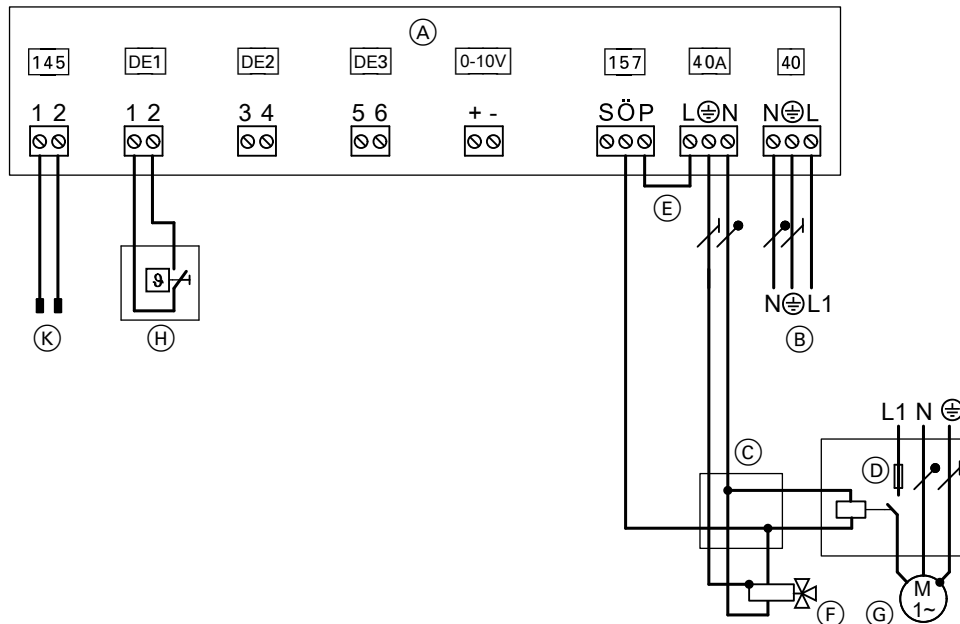 A
145 DE1 DE2 DE3 0-10V 157 40A 40
1 2 1 2 3 4 5 6 + - S Ö P L N N L
E
ϑ
N L1
K H B
L1 N
C
D
M
1~
F G